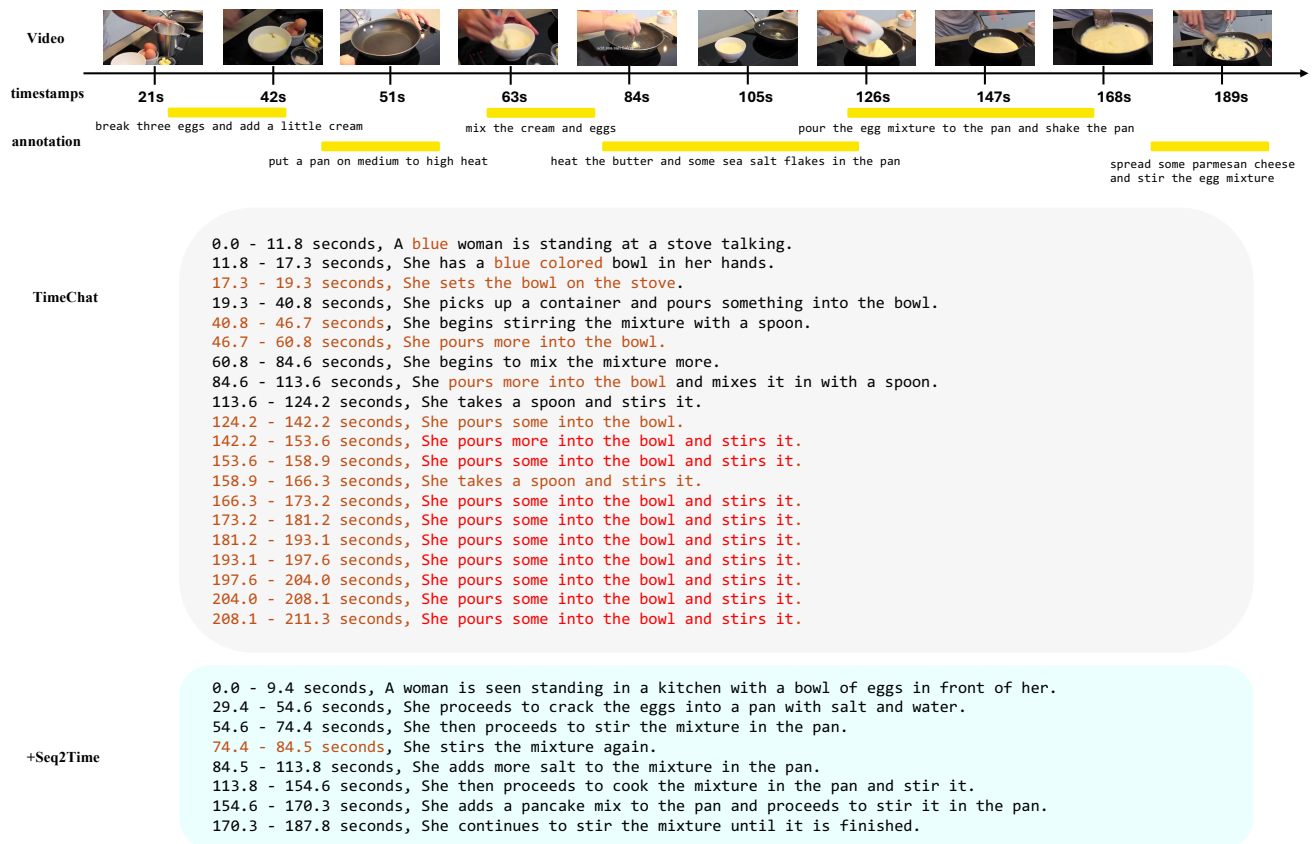 Video
timestamps
21s 42s 51s 63s 84s 105s 126s 147s 168s 189s
annotation
break three eggs and add a little cream
mix the cream and eggs
pour the egg mixture to the pan and shake the pan
put a pan on medium to high heat
heat the butter and some sea salt flakes in the pan
spread some parmesan cheese
and stir the egg mixture
TimeChat
0.0 - 11.8 seconds, A blue woman is standing at a stove talking.
11.8 - 17.3 seconds, She has a blue colored bowl in her hands.
17.3 - 19.3 seconds, She sets the bowl on the stove.
19.3 - 40.8 seconds, She picks up a container and pours something into the bowl.
40.8 - 46.7 seconds, She begins stirring the mixture with a spoon.
46.7 - 60.8 seconds, She pours more into the bowl.
60.8 - 84.6 seconds, She begins to mix the mixture more.
84.6 - 113.6 seconds, She pours more into the bowl and mixes it in with a spoon.
113.6 - 124.2 seconds, She takes a spoon and stirs it.
124.2 - 142.2 seconds, She pours some into the bowl.
142.2 - 153.6 seconds, She pours more into the bowl and stirs it.
153.6 - 158.9 seconds, She pours some into the bowl and stirs it.
158.9 - 166.3 seconds, She takes a spoon and stirs it.
166.3 - 173.2 seconds, She pours some into the bowl and stirs it.
173.2 - 181.2 seconds, She pours some into the bowl and stirs it.
181.2 - 193.1 seconds, She pours some into the bowl and stirs it.
193.1 - 197.6 seconds, She pours some into the bowl and stirs it.
197.6 - 204.0 seconds, She pours some into the bowl and stirs it.
204.0 - 208.1 seconds, She pours some into the bowl and stirs it.
208.1 - 211.3 seconds, She pours some into the bowl and stirs it.
+Seq2Time
0.0 - 9.4 seconds, A woman is seen standing in a kitchen with a bowl of eggs in front of her.
29.4 - 54.6 seconds, She proceeds to crack the eggs into a pan with salt and water.
54.6 - 74.4 seconds, She then proceeds to stir the mixture in the pan.
74.4 - 84.5 seconds, She stirs the mixture again.
84.5 - 113.8 seconds, She adds more salt to the mixture in the pan.
113.8 - 154.6 seconds, She then proceeds to cook the mixture in the pan and stir it.
154.6 - 170.3 seconds, She adds a pancake mix to the pan and proceeds to stir it in the pan.
170.3 - 187.8 seconds, She continues to stir the mixture until it is finished.